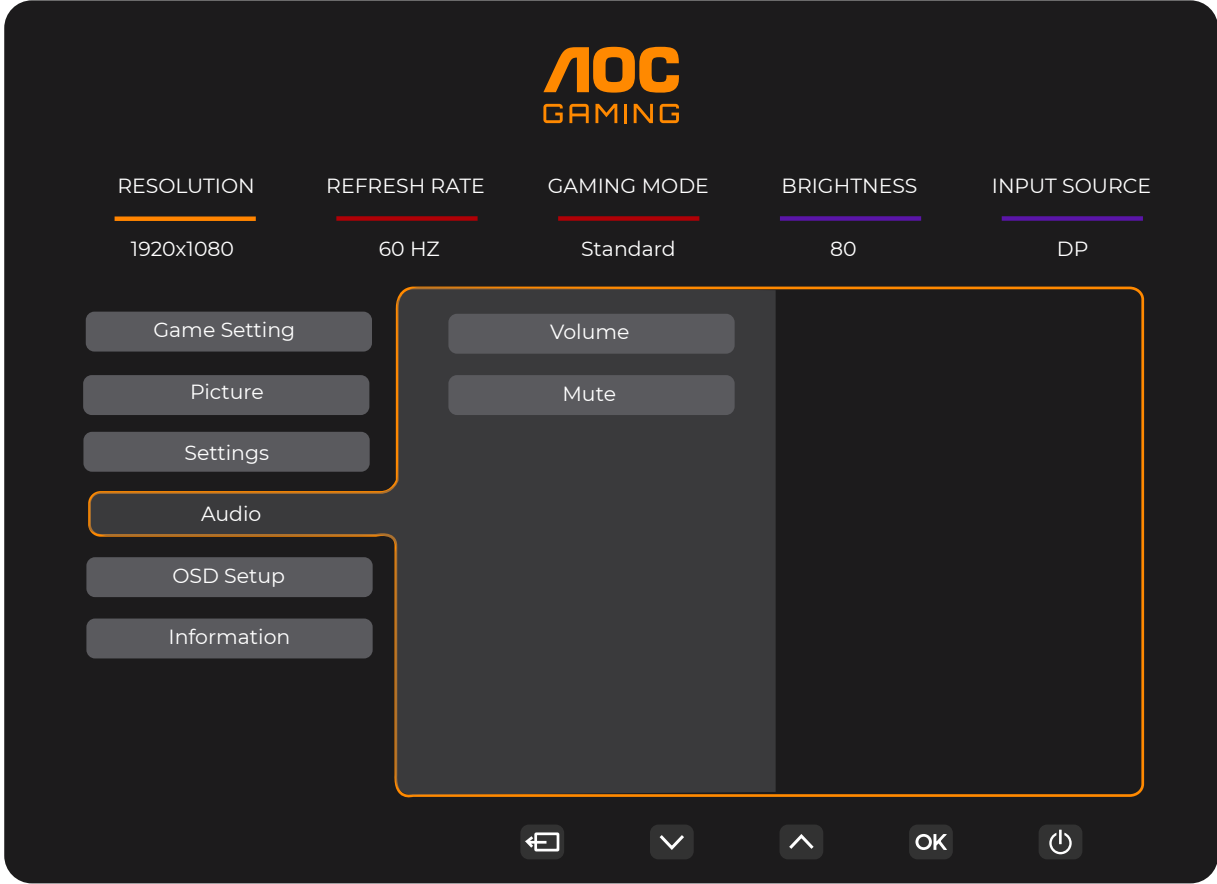 AOC
GAMING
RESOLUTION REFRESH RATE GAMING MODE BRIGHTNESS INPUT SOURCE
1920x1080 60 HZ Standard 80 DP
Game Setting
Volume
Picture
Mute
Settings
Audio
OSD Setup
Information
OK